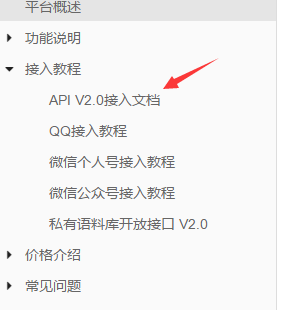 平台概述
功能说明
接入教程
API V2.0接入文档
QQ接入教程
微信个人号接入教程
微信公众号接入教程
私有语料库开放接口 V2.0
价格介绍
常见问题